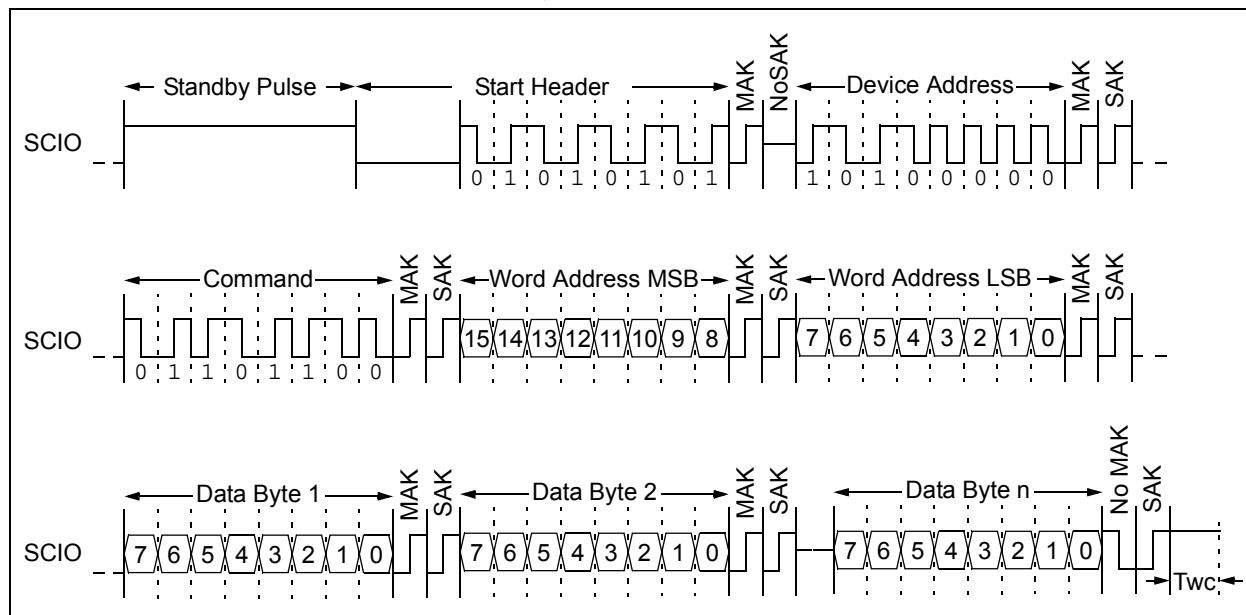 Standby Pulse Start Header MAK NoSAK Device Address MAK SAK
SCIO
0 1 0 1 0 1 0 1 1 0 1 0 0 0 0 0
Command MAK SAK Word Address MSB MAK SAK Word Address LSB MAK SAK
SCIO 15 14 13 12 11 10 9 8 7 6 5 4 3 2 1 0
0 1 1 0 1 1 0 0
Data Byte 1 MAK SAK Data Byte 2 MAK SAK Data Byte n No MAK SAK
SCIO 7 6 5 4 3 2 1 0 7 6 5 4 3 2 1 0 7 6 5 4 3 2 1 0
Twc